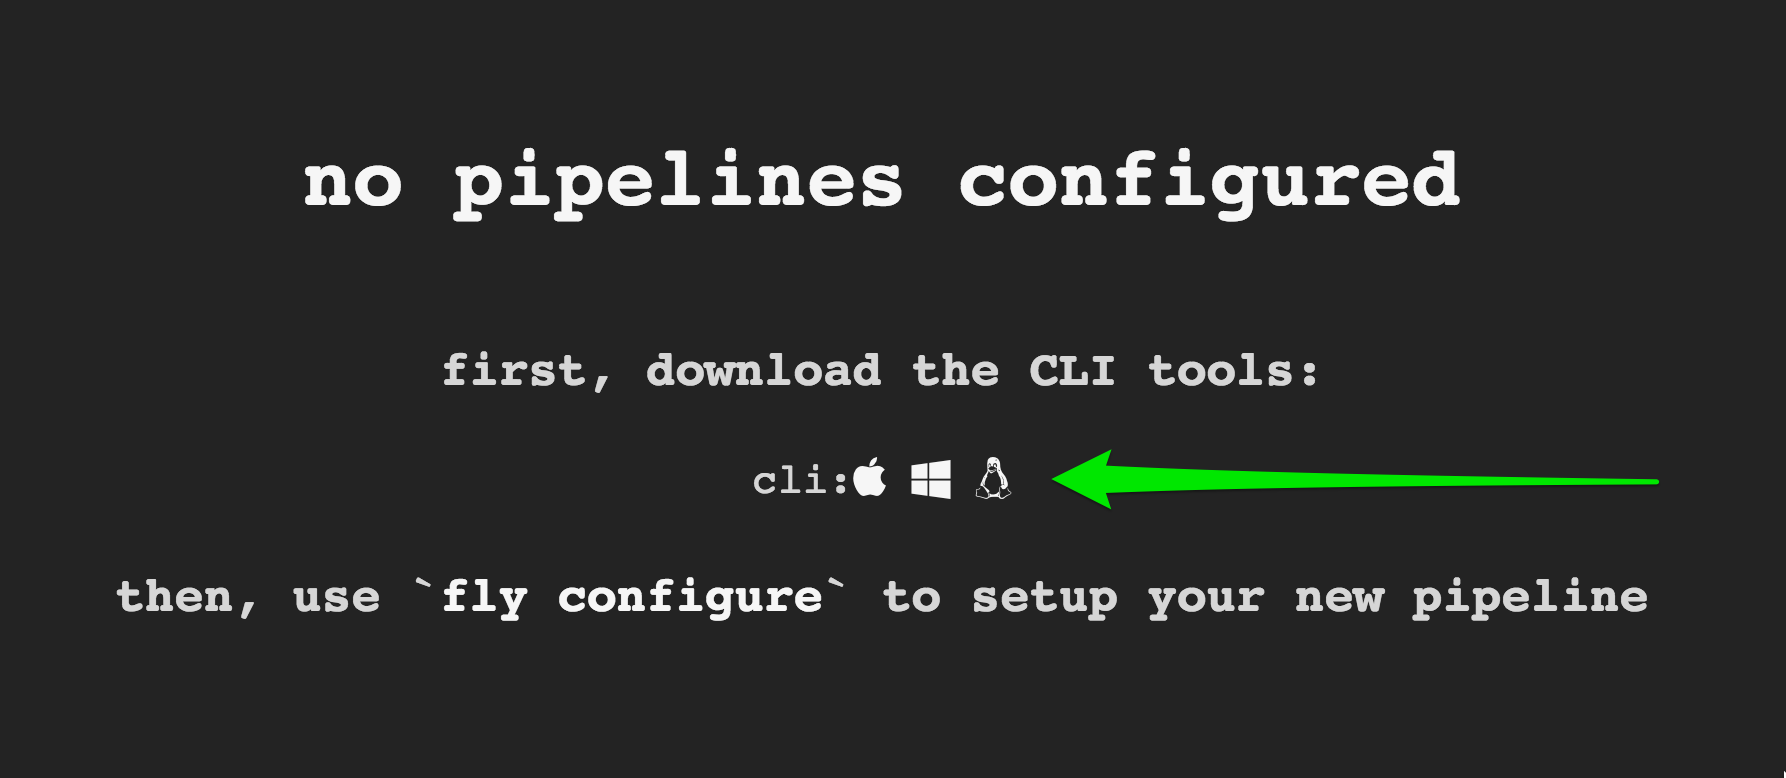 no pipelines configured
first, download the CLI tools:
cli:
then, use `fly configure` to setup your new pipeline